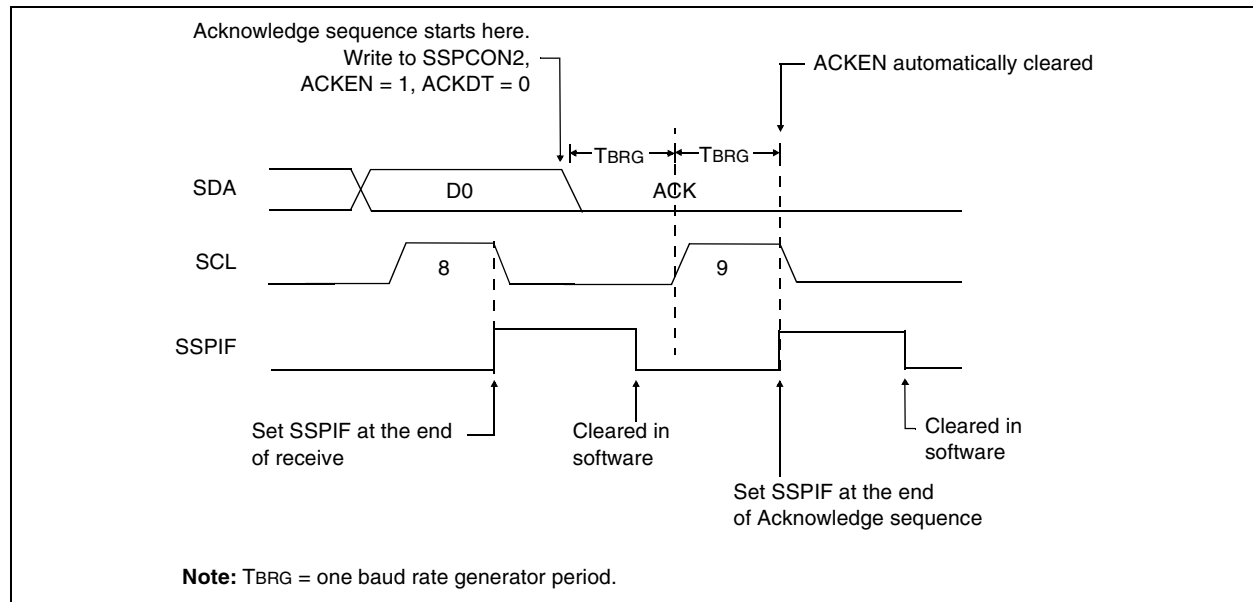 Acknowledge sequence starts here.
Write to SSPCON2,
ACKEN = 1, ACKDT = 0
ACKEN automatically cleared
TBRG
TBRG
SDA
D0
ACK
SCL
8
9
SSPIF
Set SSPIF at the end
of receive
Cleared in
software
Set SSPIF at the end
of Acknowledge sequence
Cleared in
software
Note: TBRG = one baud rate generator period.